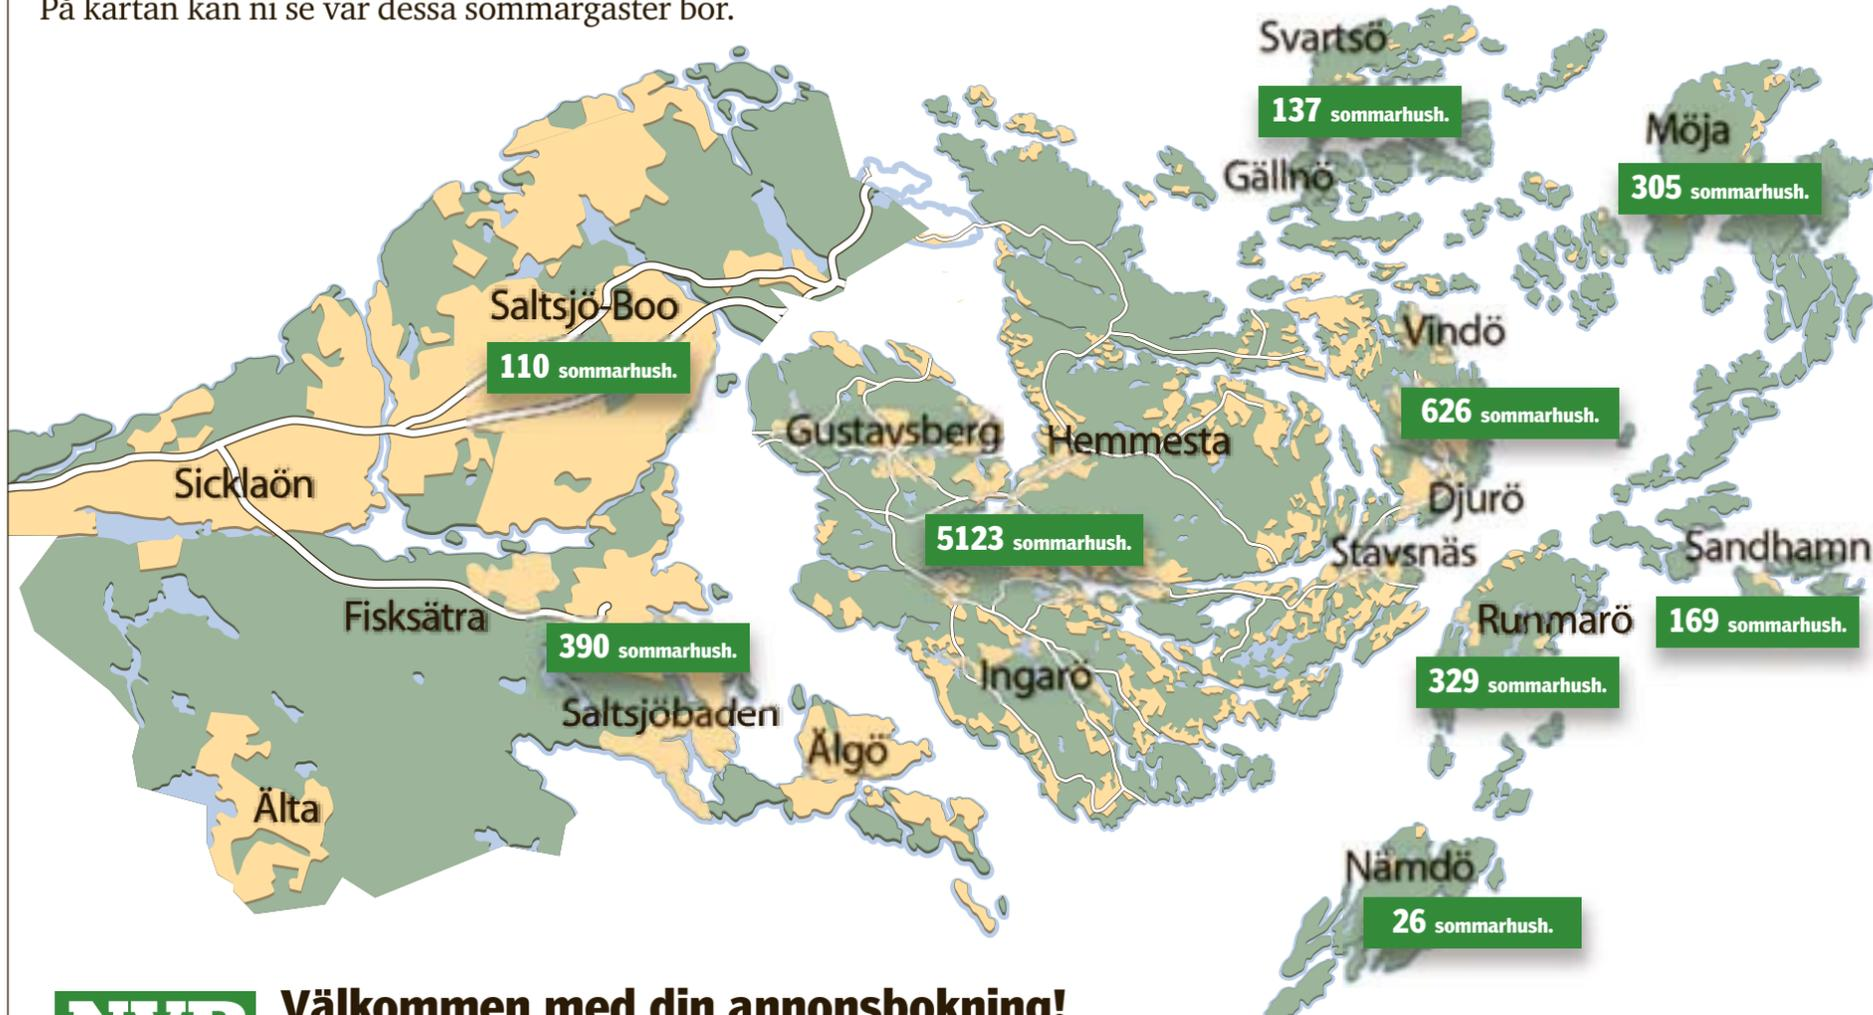 På kartan kan ni se var dessa sommargäster bor.
Svartsö
137 sommarhush.
Möja
Gällnö
305 sommarhush.
Saltsjö-Boo
Vindö
110 sommarhush.
626 sommarhush.
Gustavsberg
Hemmesta
Sicklaön
Djurö
5123 sommarhush.
Stavsnäs
Sandhamn
Fisksätra
Runmarö
169 sommarhush.
390 sommarhush.
Ingarö
329 sommarhush.
Saltsjöbaden
Älgö
Älta
Nämdö
26 sommarhush.
Välkommen med din annonsbokning!